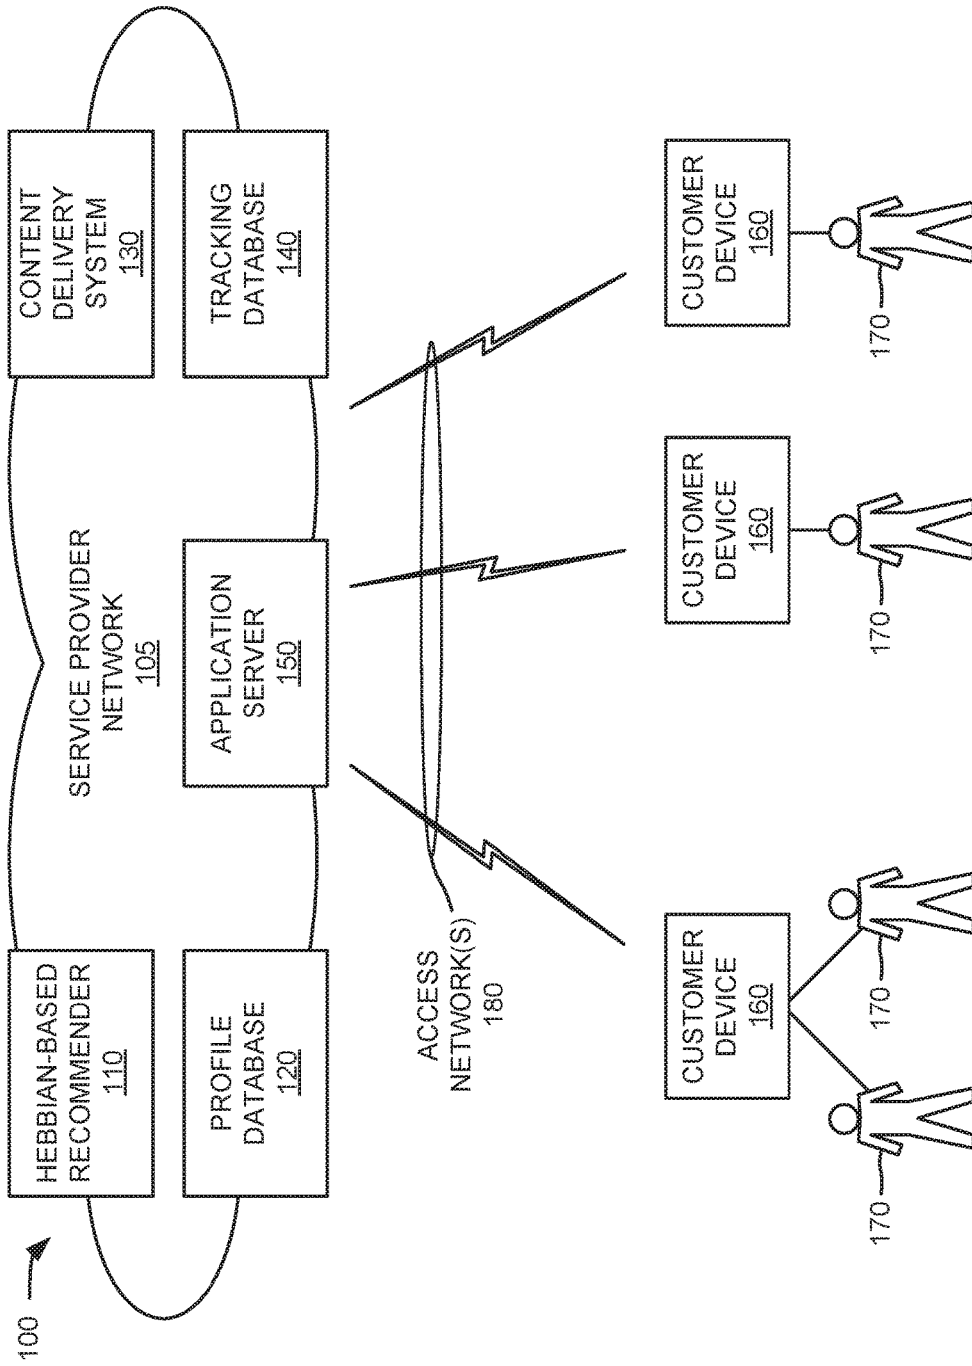 100
HEBBIAN-BASED
RECOMMENDER
110
SERVICE PROVIDER
NETWORK
105
CONTENT
DELIVERY
SYSTEM
130
PROFILE
DATABASE
120
APPLICATION
SERVER
150
TRACKING
DATABASE
140
ACCESS
NETWORK(S)
180
CUSTOMER
DEVICE
160
CUSTOMER
DEVICE
160
CUSTOMER
DEVICE
160
170
170
170
170